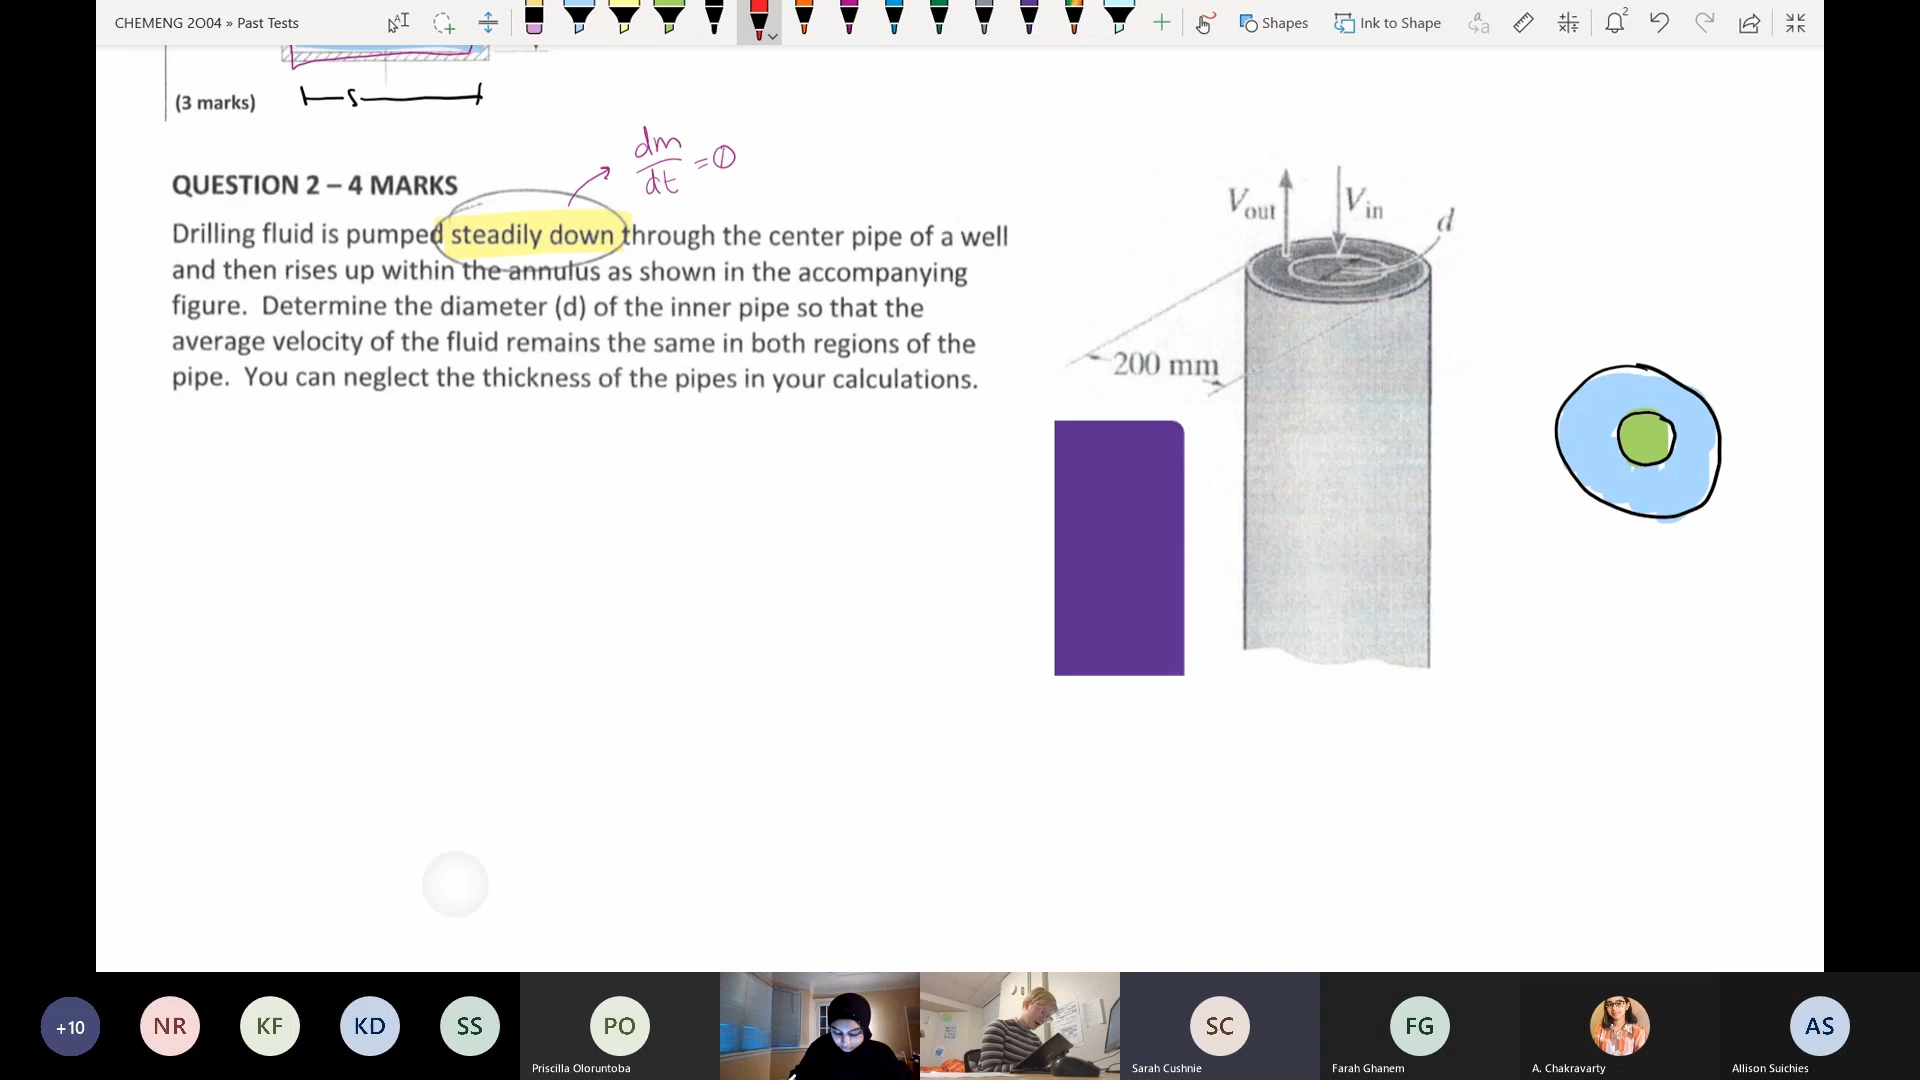 CHEMENG 2O04 » Past Tests
Shapes
Ink to Shape
2
(3 marks)
s
dm
dt
=0
QUESTION 2 – 4 MARKS
Drilling fluid is pumped steadily down through the center pipe of a well
and then rises up within the annulus as shown in the accompanying
figure. Determine the diameter (d) of the inner pipe so that the
average velocity of the fluid remains the same in both regions of the
pipe. You can neglect the thickness of the pipes in your calculations.
Vout
Vin
d
200 mm
+10
NR
KF
KD
SS
PO
SC
FG
AS
Priscilla Oloruntoba
Sarah Cushnie
Farah Ghanem
A. Chakravarty
Allison Suichies